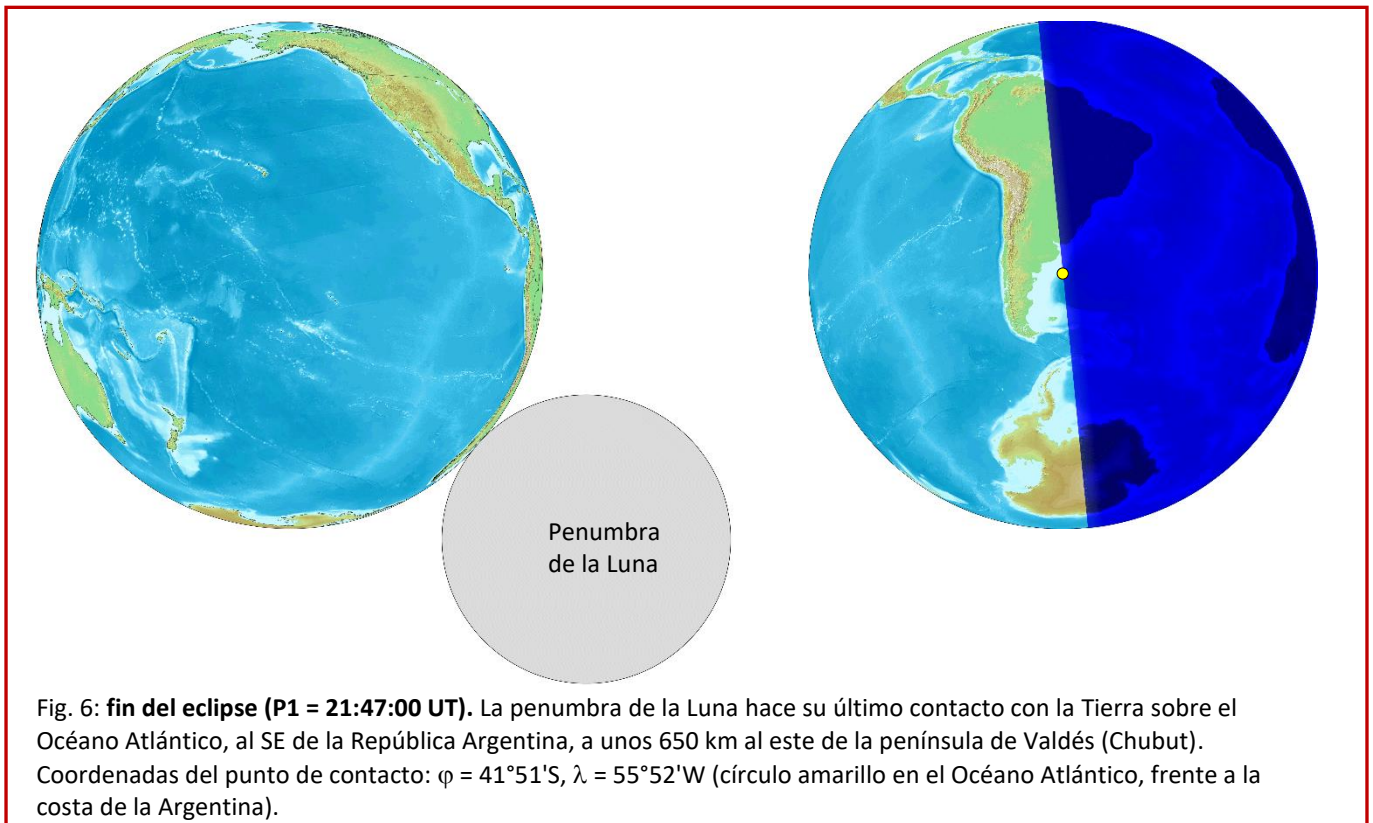 Penumbra
de la Luna
Fig. 6: fin del eclipse (P1 = 21:47:00 UT). La penumbra de la Luna hace su último contacto con la Tierra sobre el
Océano Atlántico, al SE de la República Argentina, a unos 650 km al este de la península de Valdés (Chubut).
Coordenadas del punto de contacto: φ = 41°51'S, λ = 55°52'W (círculo amarillo en el Océano Atlántico, frente a la
costa de la Argentina).